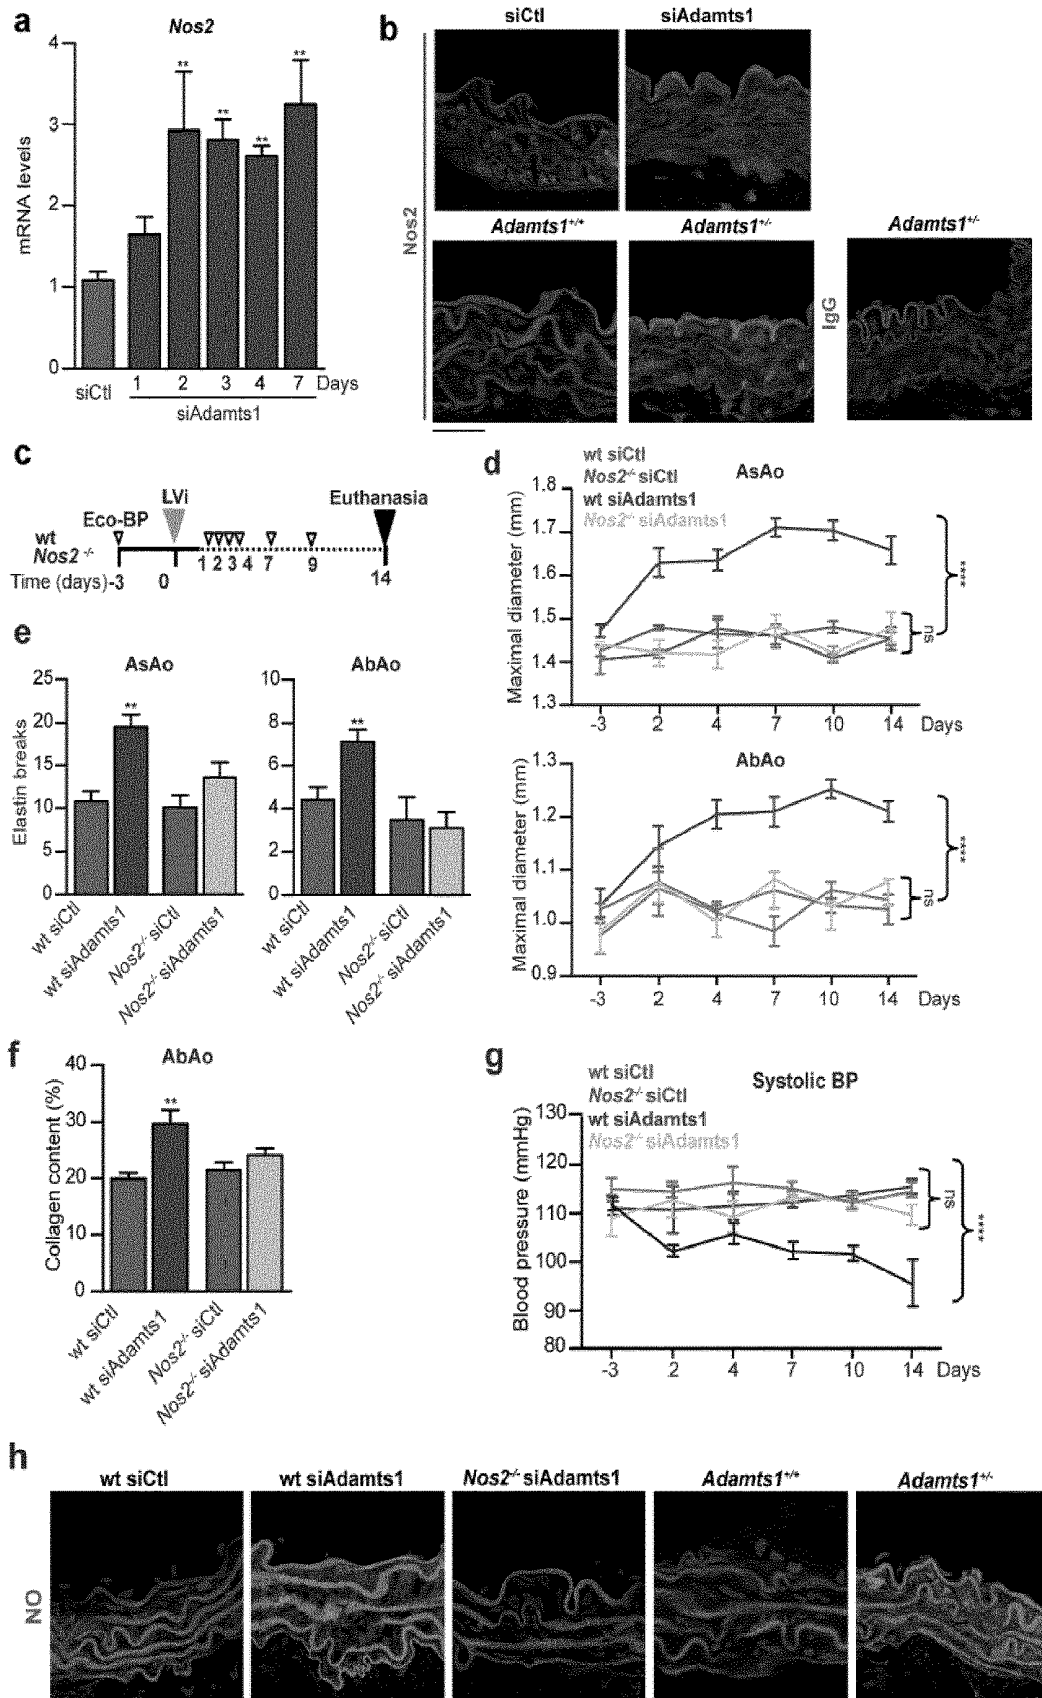 a
Nos2
mRNA levels
4
3
2
1
0
**
**
**
**
siCtl
1 2 3 4 7 Days
siAdamts1
b
siCtl siAdamts1
Nos2
Adamts1+/+ Adamts1+/- Adamts1+/-
IgG
c
LVi Euthanasia
Eco-BP
wt
Nos2 -/-
1 2 3 4 7 9
Time (days) -3 0 14
d
wt siCtl
Nos2-/- siCtl AsAo
wt siAdamts1
Nos2-/- siAdamts1
Maximal diameter (mm)
1.8
1.7
1.6
1.5
1.4
1.3
-3 2 4 7 10 14 Days
ns
****
AbAo
Maximal diameter (mm)
1.3
1.2
1.1
1.0
0.9
-3 2 4 7 10 14 Days
ns
****
e
AsAo
Elastin breaks
25
20
15
10
5
0
**
wt siCtl
wt siAdamts1
Nos2-/- siCtl
Nos2-/- siAdamts1
AbAo
10
8
6
4
2
0
**
wt siCtl
wt siAdamts1
Nos2-/- siCtl
Nos2-/- siAdamts1
f
AbAo
Collagen content (%)
40
30
20
10
0
**
wt siCtl
wt siAdamts1
Nos2-/- siCtl
Nos2-/- siAdamts1
g
wt siCtl
Nos2-/- siCtl Systolic BP
wt siAdamts1
Nos2-/- siAdamts1
Blood pressure (mmHg)
130
120
110
100
90
80
-3 2 4 7 10 14 Days
ns
****
h
wt siCtl wt siAdamts1 Nos2-/- siAdamts1 Adamts1+/+ Adamts1+/-
NO